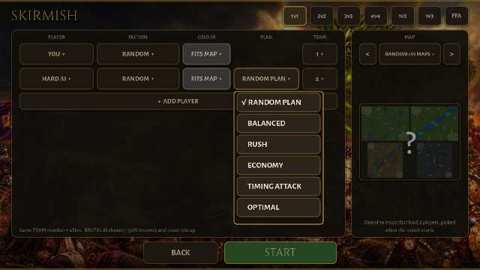 SKIRMISH
1V1 2V2 3V3 4V4 1V2 1V3 FFA
PLAYER FACTION COLOUR PLAN TEAM MAP
YOU RANDOM FITS MAP 1
< RANDOM 1V1 MAPS >
HARD AI RANDOM FITS MAP RANDOM PLAN 2
+ ADD PLAYER
√ RANDOM PLAN
BALANCED
RUSH
ECONOMY
TIMING ATTACK
OPTIMAL
?
BACK START